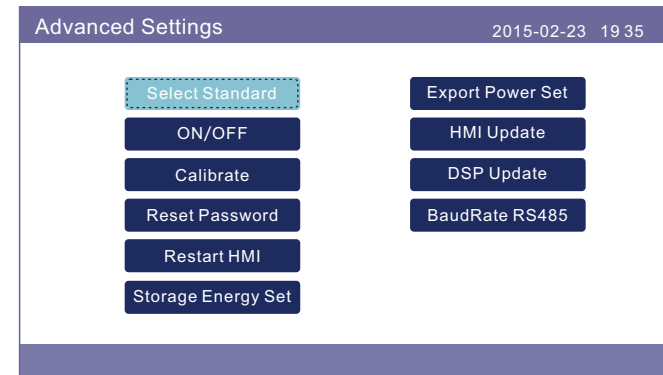 Advanced Settings 2015-02-23 19 35
Select Standard
ON/OFF
Calibrate
Reset Password
Restart HMI
Storage Energy Set
Export Power Set
HMI Update
DSP Update
BaudRate RS485